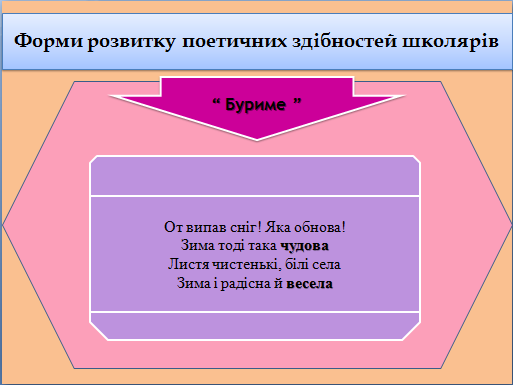 Форми розвитку поетичних здібностей школярів
“ Буриме ”
От випав сніг! Яка обнова!
Зима тоді така чудова
Листя чистенькі, білі села
Зима і радісна й весела